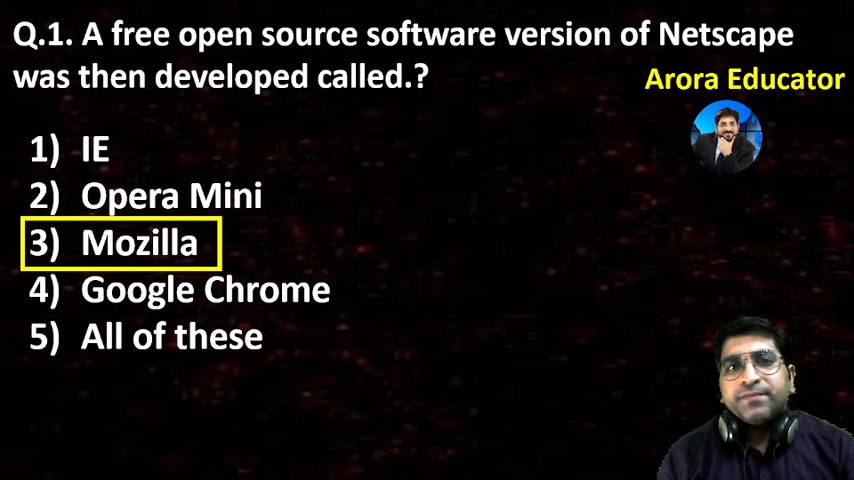 Q.1. A free open source software version of Netscape
was then developed called.?
Arora Educator
1) IE
2) Opera Mini
3) Mozilla
4) Google Chrome
5) All of these